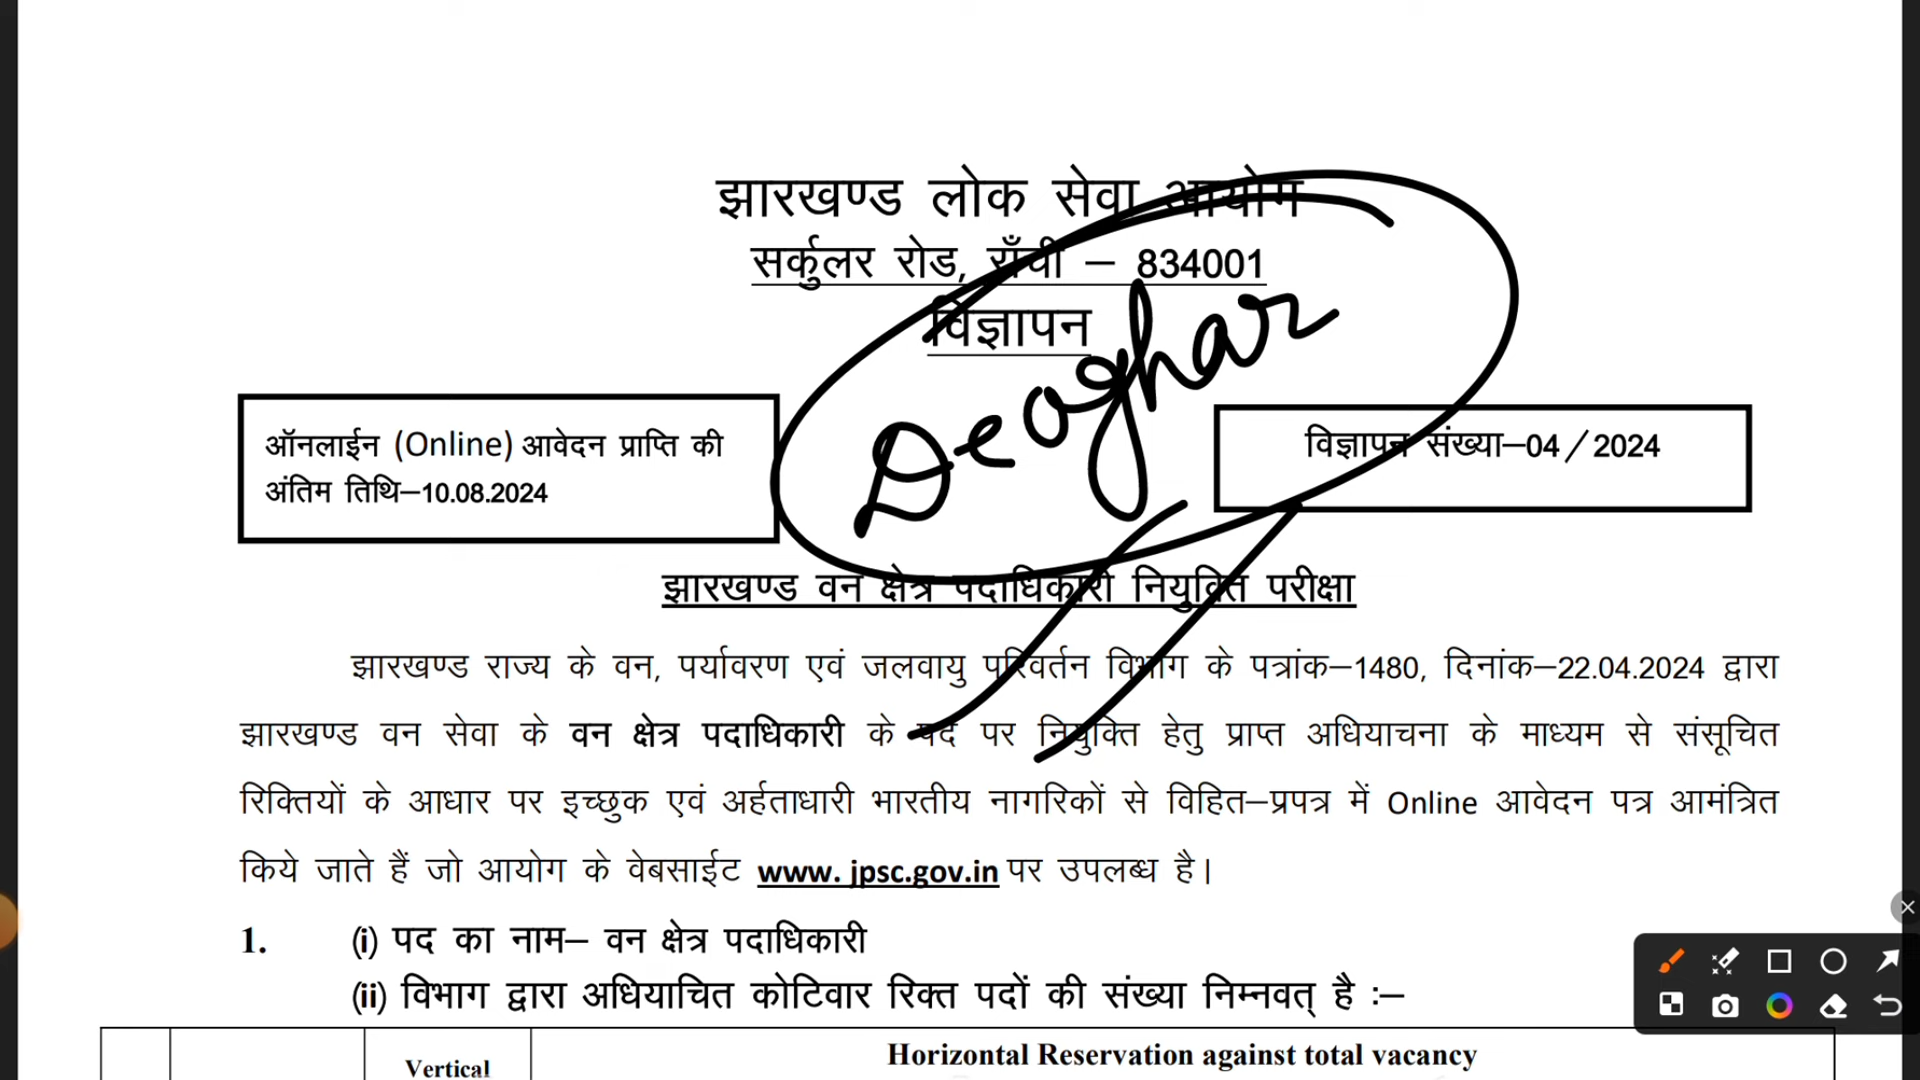 झारखण्ड लोक सेवा आयोग
सर्कुलर रोड, राँची – 834001
विज्ञापन
Deoghar
ऑनलाईन (Online) आवेदन प्राप्ति की
अंतिम तिथि–10.08.2024
विज्ञापन संख्या–04/2024
झारखण्ड वन क्षेत्र पदाधिकारी नियुक्ति परीक्षा
झारखण्ड राज्य के वन, पर्यावरण एवं जलवायु परिवर्तन विभाग के पत्रांक–1480, दिनांक–22.04.2024 द्वारा
झारखण्ड वन सेवा के वन क्षेत्र पदाधिकारी के पद पर नियुक्ति हेतु प्राप्त अधियाचना के माध्यम से संसूचित
रिक्तियों के आधार पर इच्छुक एवं अर्हताधारी भारतीय नागरिकों से विहित–प्रपत्र में Online आवेदन पत्र आमंत्रित
किये जाते हैं जो आयोग के वेबसाईट www. jpsc.gov.in पर उपलब्ध है।
1. (i) पद का नाम– वन क्षेत्र पदाधिकारी
(ii) विभाग द्वारा अधियाचित कोटिवार रिक्त पदों की संख्या निम्नवत् है :–
Horizontal Reservation against total vacancy
Vertical